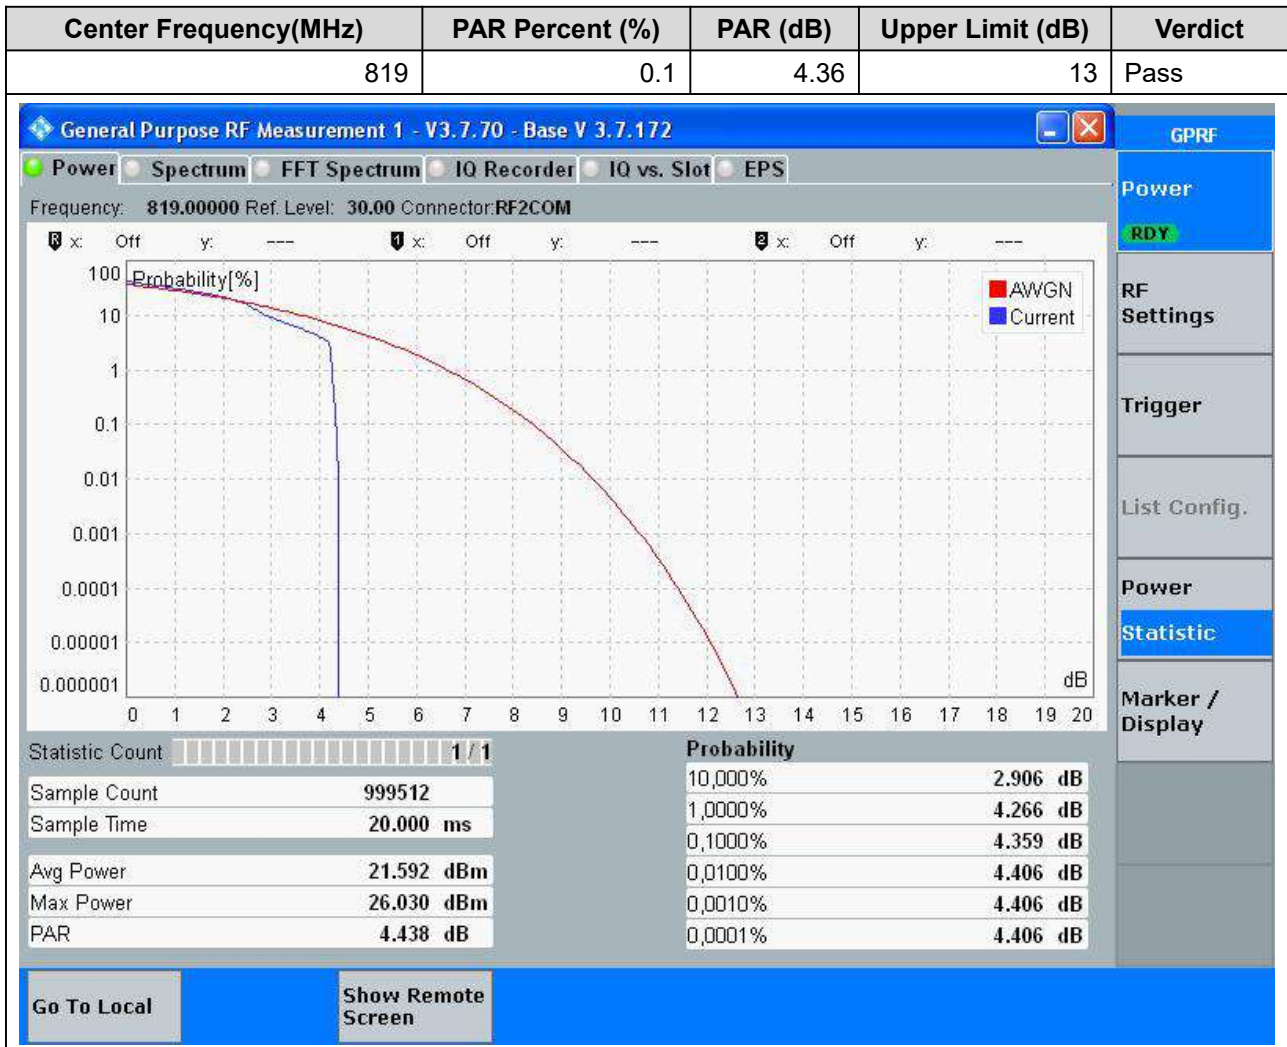 Center Frequency(MHz) PAR Percent (%) PAR (dB) Upper Limit (dB) Verdict
819 0.1 4.36 13 Pass
General Purpose RF Measurement 1 - V3.7.70 - Base V 3.7.172
GPRF
Power Spectrum FFT Spectrum IQ Recorder IQ vs. Slot EPS
Frequency: 819.00000 Ref. Level: 30.00 Connector:RF2COM
R x: Off y: --- 1 x: Off y: --- 2 x: Off y: ---
Probability[%]
AWGN
Current
100
10
1
0.1
0.01
0.001
0.0001
0.00001
0.000001
dB
0 1 2 3 4 5 6 7 8 9 10 11 12 13 14 15 16 17 18 19 20
Statistic Count 1 / 1
Sample Count 999512
Sample Time 20.000 ms
Avg Power 21.592 dBm
Max Power 26.030 dBm
PAR 4.438 dB
Probability
10,000% 2.906 dB
1,0000% 4.266 dB
0,1000% 4.359 dB
0,0100% 4.406 dB
0,0010% 4.406 dB
0,0001% 4.406 dB
Power
RDY
RF
Settings
Trigger
List Config.
Power
Statistic
Marker /
Display
Go To Local
Show Remote
Screen